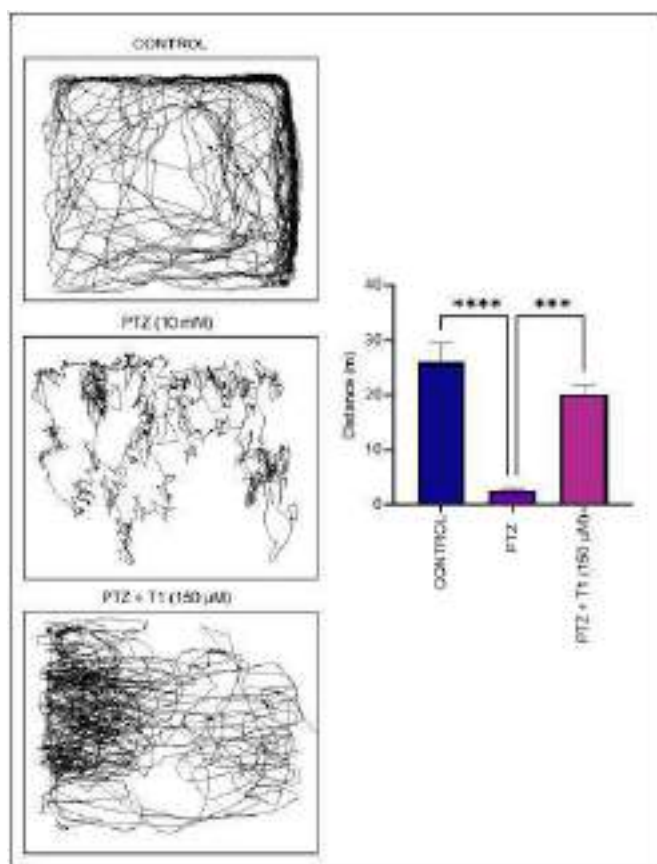 CONTROL
PTZ (10 mM)
PTZ + T1 (150 µM)
Distance (m)
40
30
20
10
0
****
***
CONTROL
PTZ
PTZ + T1 (150 µM)